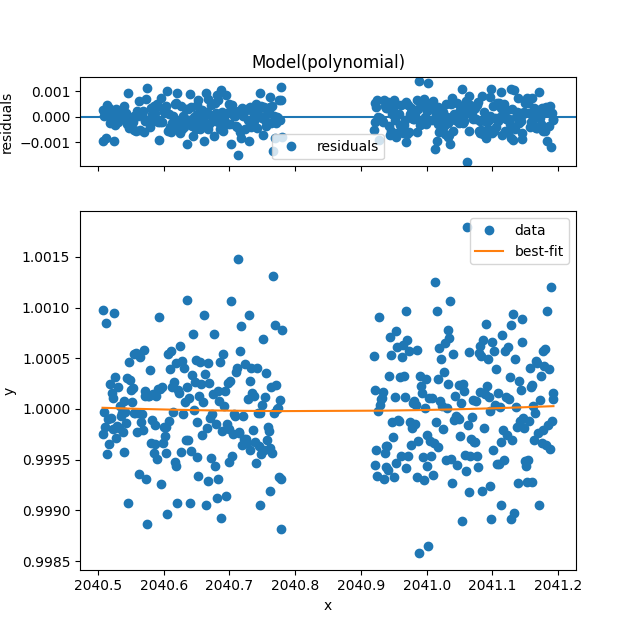 Model(polynomial)
0.001
0.000
−0.001
residuals
residuals
1.0015
1.0010
1.0005
1.0000
0.9995
0.9990
0.9985
y
data
best-fit
2040.5 2040.6 2040.7 2040.8 2040.9 2041.0 2041.1 2041.2
x